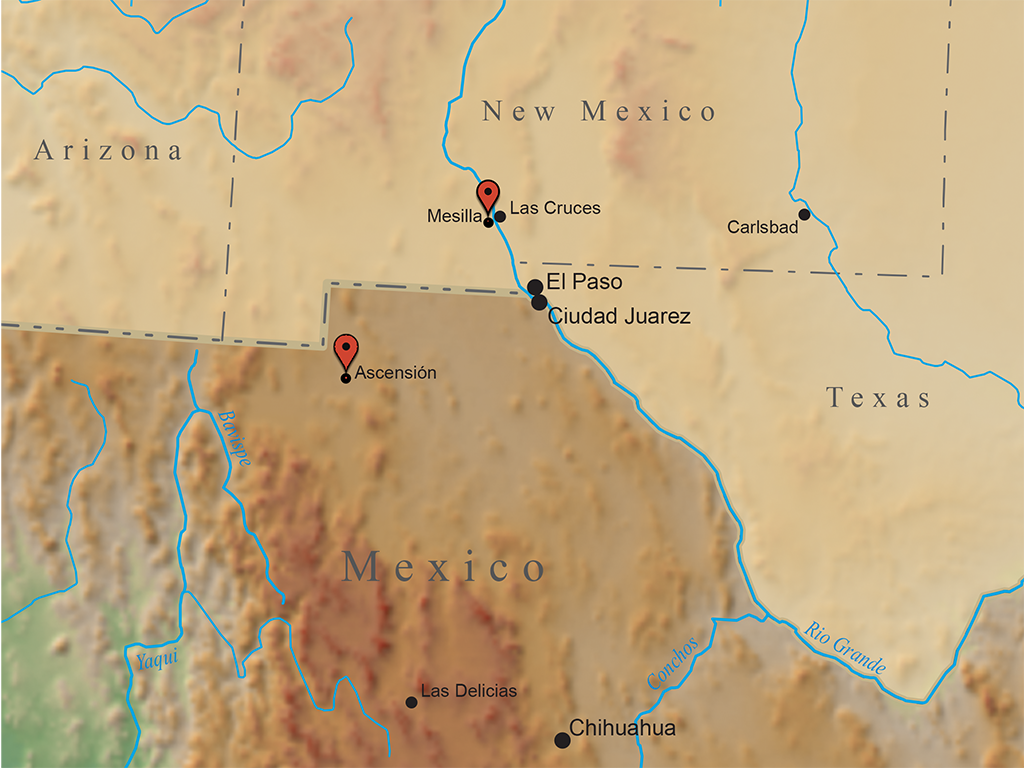 New Mexico
Arizona
Las Cruces
Mesilla
Carlsbad
El Paso
Ciudad Juarez
Ascensión
Texas
Bavispe
Mexico
Rio Grande
Yaqui
Conchos
Las Delicias
Chihuahua